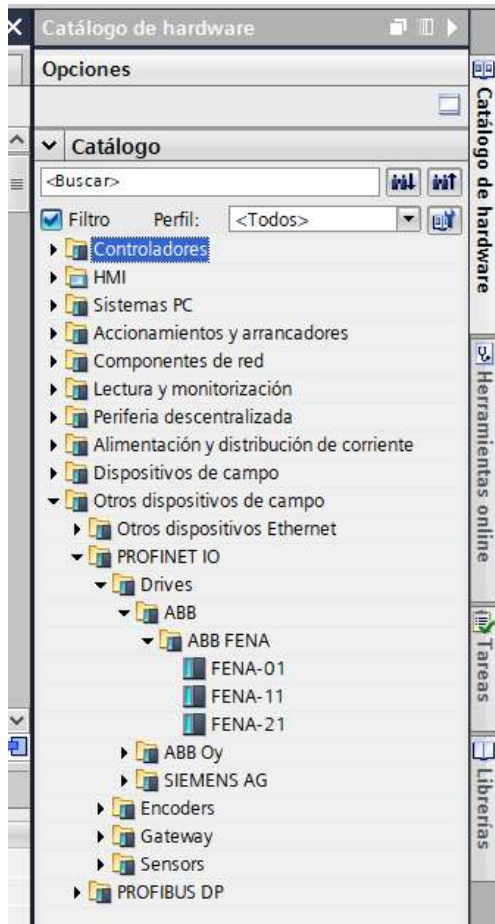 Catálogo de hardware
Opciones
Catálogo
<Buscar>
Filtro Perfil: <Todos>
Controladores
HMI
Sistemas PC
Accionamientos y arrancadores
Componentes de red
Lectura y monitorización
Periferia descentralizada
Alimentación y distribución de corriente
Dispositivos de campo
Otros dispositivos de campo
Otros dispositivos Ethernet
PROFINET IO
Drives
ABB
ABB FENA
FENA-01
FENA-11
FENA-21
ABB Oy
SIEMENS AG
Encoders
Gateway
Sensors
PROFIBUS DP
Catálogo de hardware
Herramientas online
Tareas
Librerías